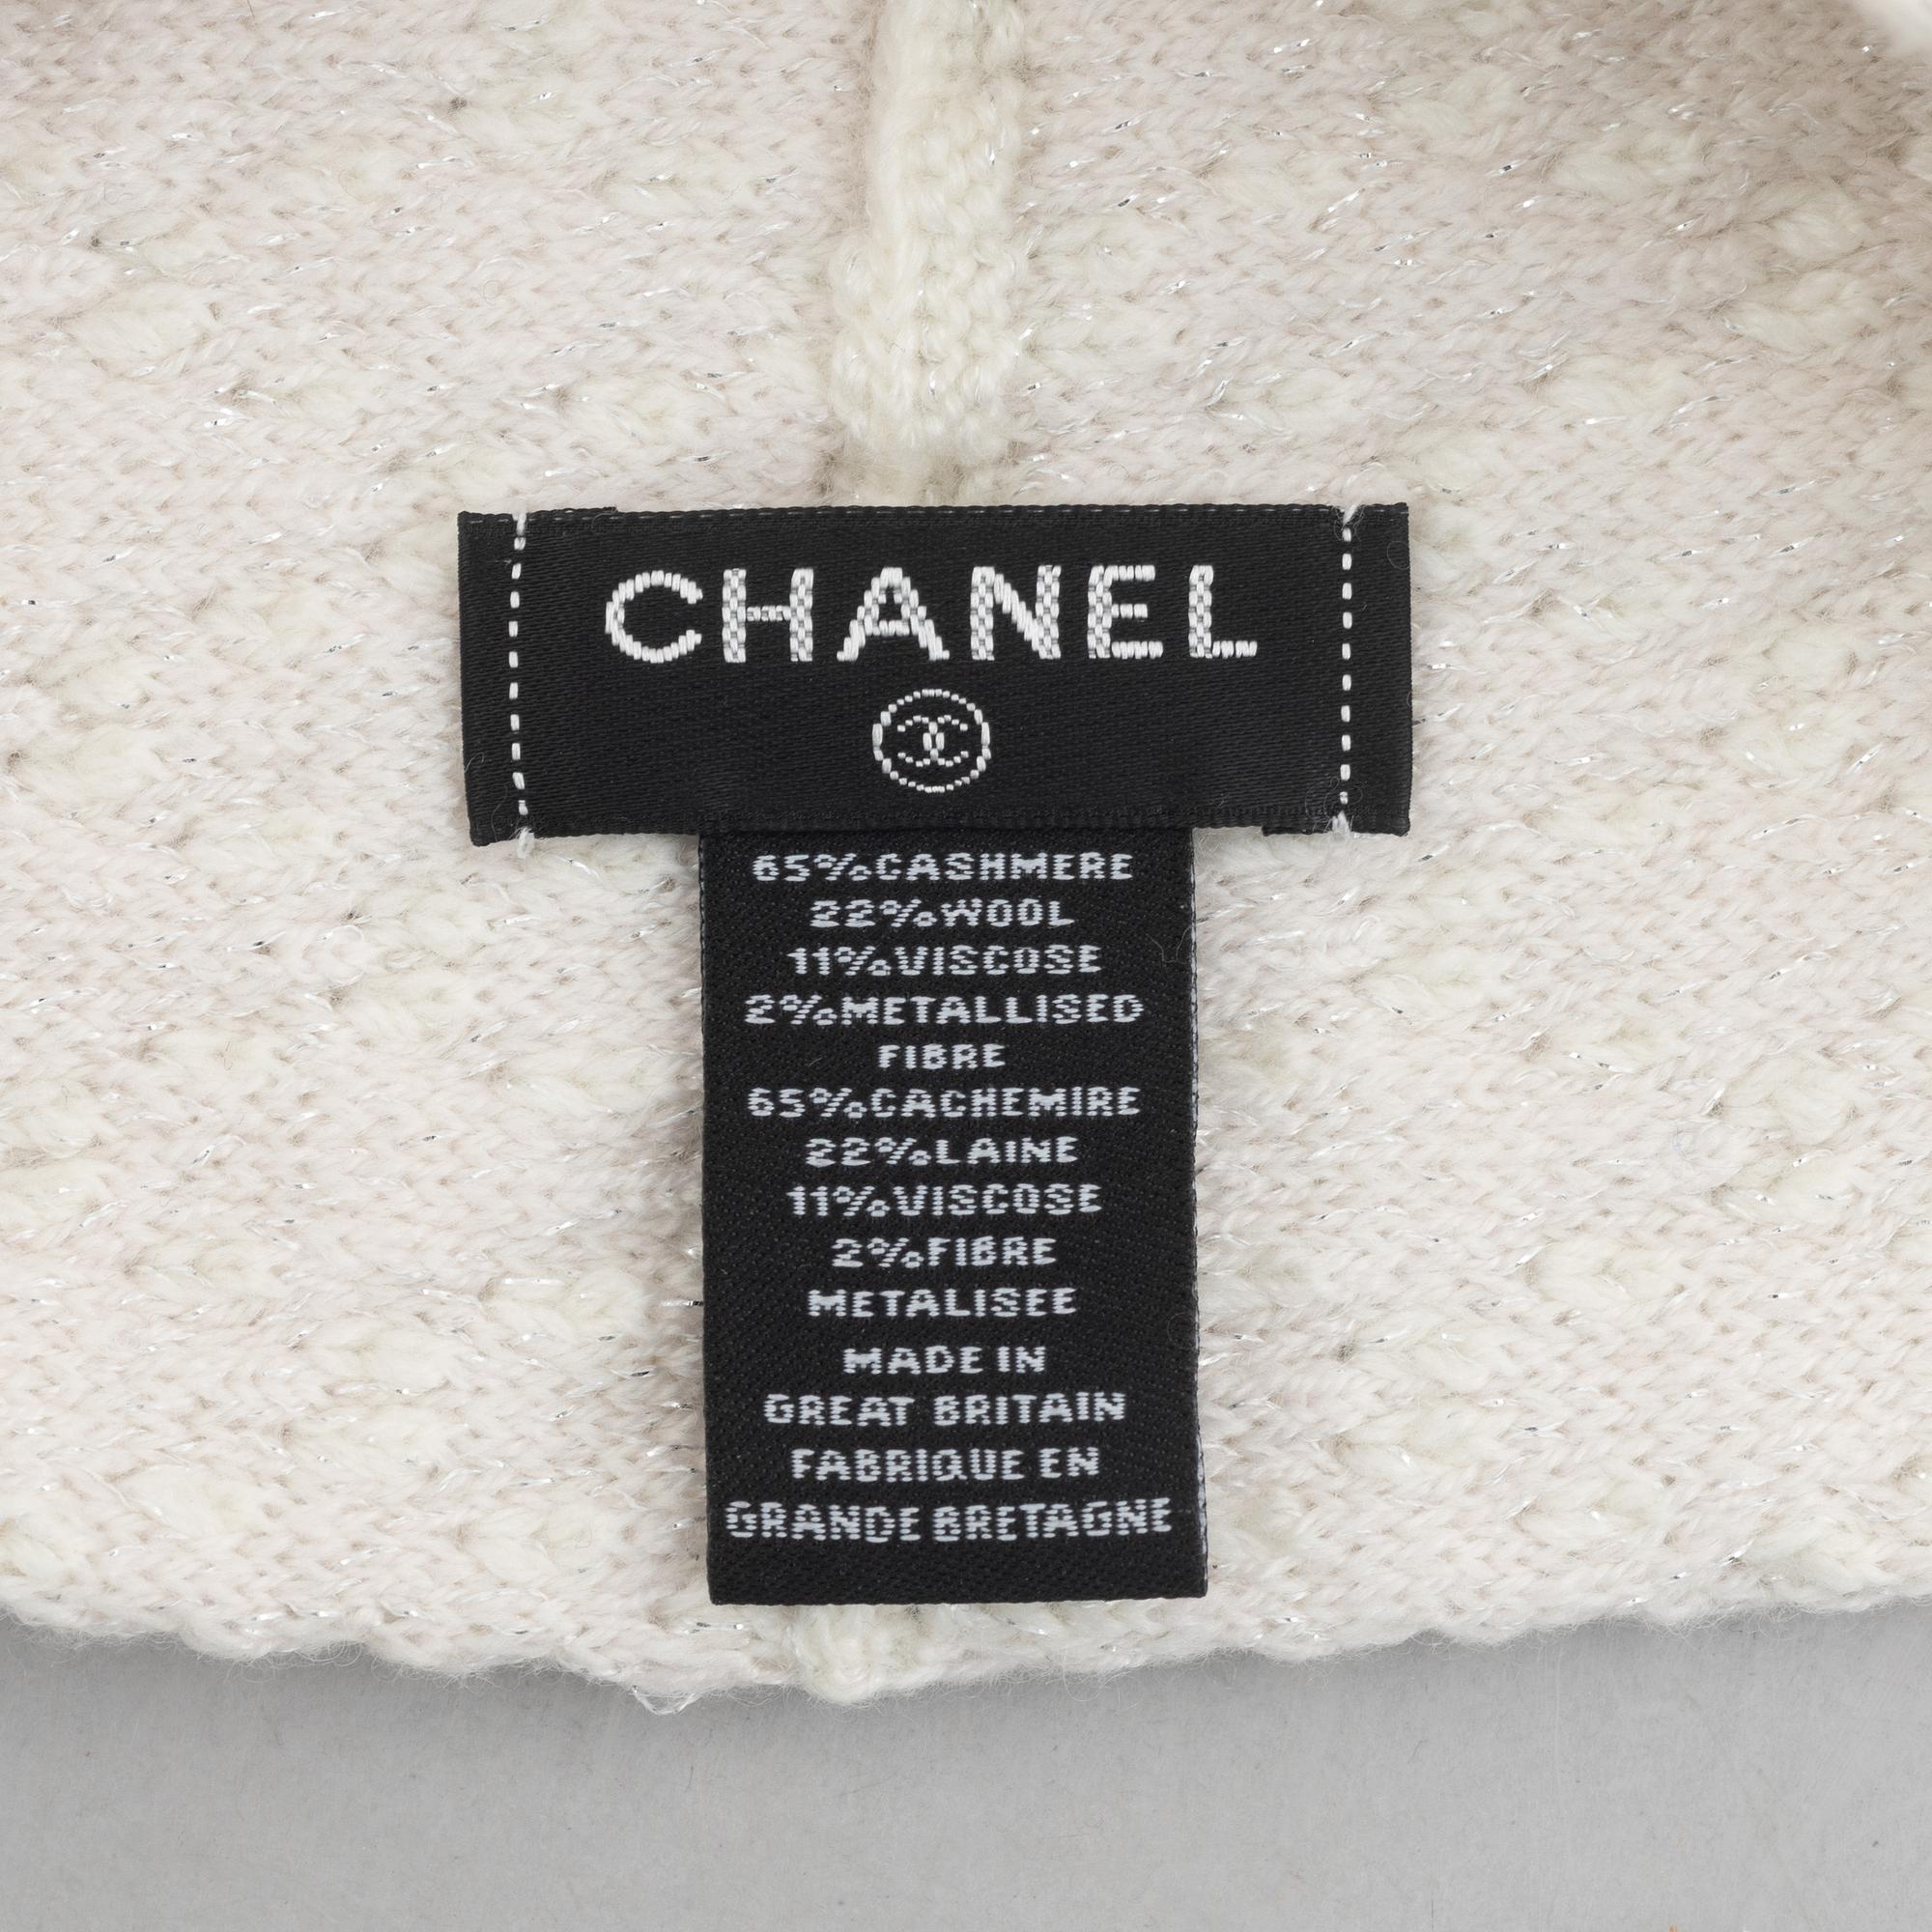 CHANEL
65%CASHMERE
22%WOOL
11%VISCOSE
2%METALLISED
FIBRE
65%CACHEMIRE
22%LAINE
11%VISCOSE
2%FIBRE
METALISEE
MADE IN
GREAT BRITAIN
FABRIQUE EN
GRANDE BRETAGNE